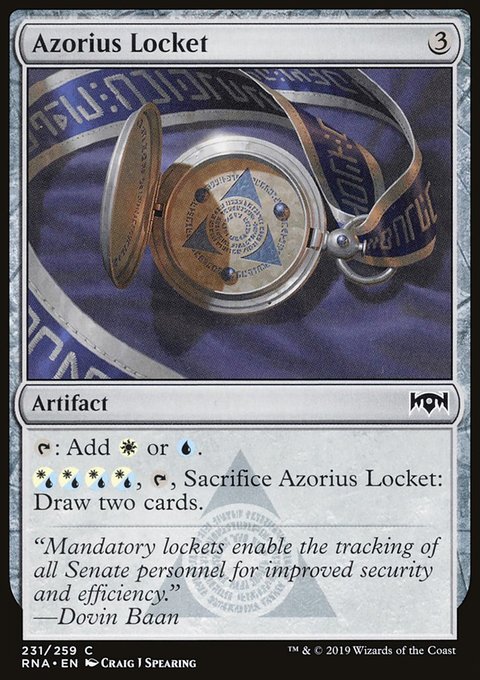 Azorius Locket 3
Artifact
: Add or .
, , Sacrifice Azorius Locket:
Draw two cards.
“Mandatory lockets enable the tracking of
all Senate personnel for improved security
and efficiency.”
—Dovin Baan
231/259 C
RNA • EN Craig J Spearing
™ & © 2019 Wizards of the Coast